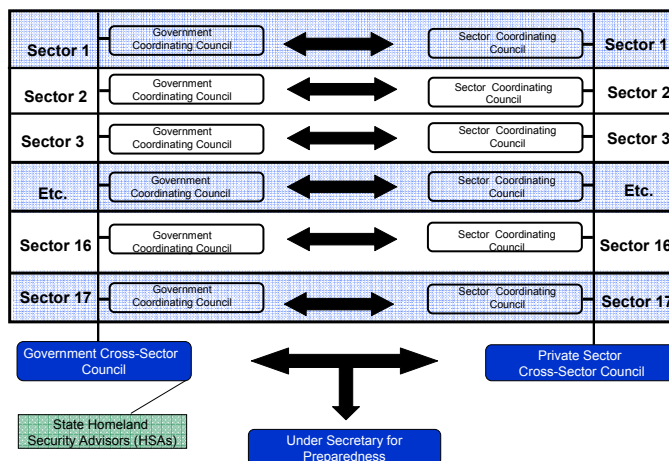 Sector 1
Government
Coordinating Council
Sector Coordinating
Council
Sector 1
Sector 2
Government
Coordinating Council
Sector Coordinating
Council
Sector 2
Sector 3
Government
Coordinating Council
Sector Coordinating
Council
Sector 3
Etc.
Government
Coordinating Council
Sector Coordinating
Council
Etc.
Sector 16
Government
Coordinating Council
Sector Coordinating
Council
Sector 16
Sector 17
Government
Coordinating Council
Sector Coordinating
Council
Sector 17
Government Cross-Sector
Council
Private Sector
Cross-Sector Council
State Homeland
Security Advisors (HSAs)
Under Secretary for
Preparedness